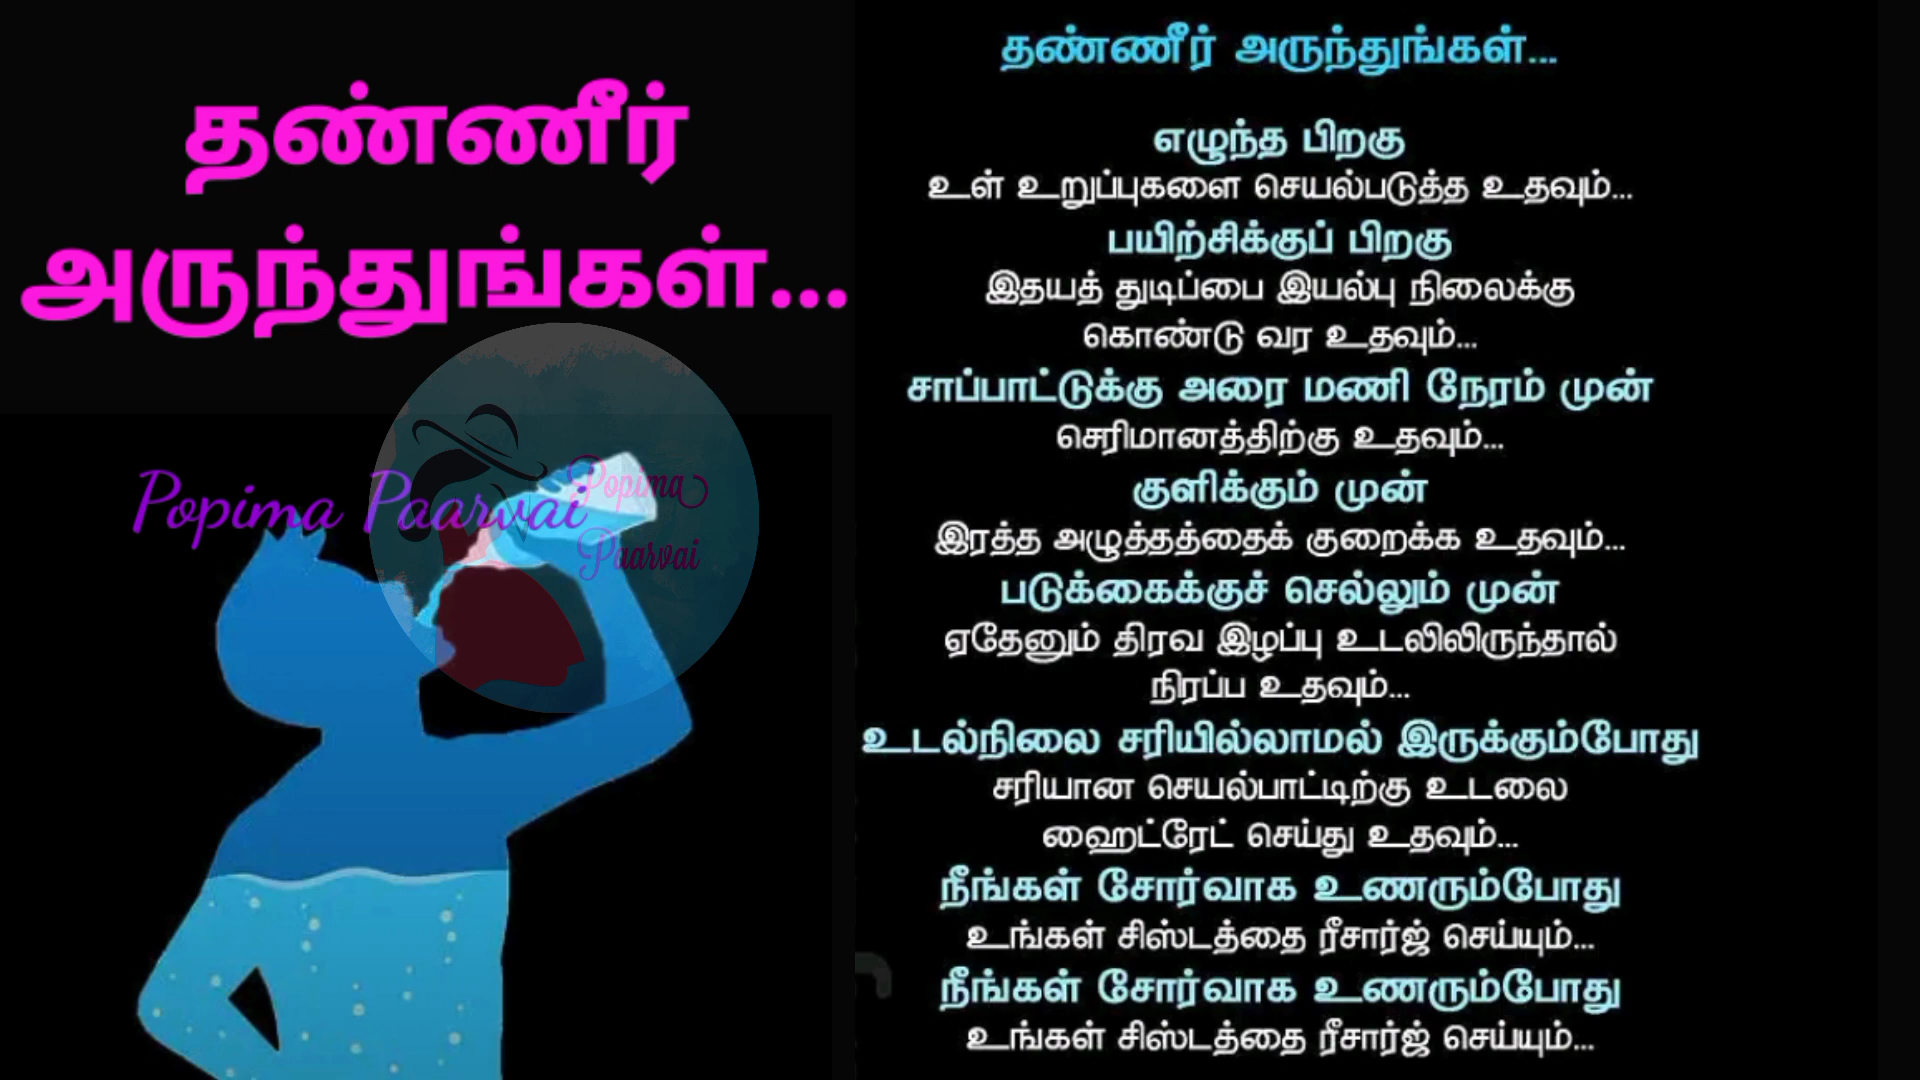 தண்ணீர்
அருந்துங்கள்...
Popima Paarvai
Popima
Paarvai
தண்ணீர் அருந்துங்கள்...
எழுந்த பிறகு
உள் உறுப்புகளை செயல்படுத்த உதவும்...
பயிற்சிக்குப் பிறகு
இதயத் துடிப்பை இயல்பு நிலைக்கு
கொண்டு வர உதவும்...
சாப்பாட்டுக்கு அரை மணி நேரம் முன்
செரிமானத்திற்கு உதவும்...
குளிக்கும் முன்
இரத்த அழுத்தத்தைக் குறைக்க உதவும்...
படுக்கைக்குச் செல்லும் முன்
ஏதேனும் திரவ இழப்பு உடலிலிருந்தால்
நிரப்ப உதவும்...
உடல்நிலை சரியில்லாமல் இருக்கும்போது
சரியான செயல்பாட்டிற்கு உடலை
ஹைட்ரேட் செய்து உதவும்...
நீங்கள் சோர்வாக உணரும்போது
உங்கள் சிஸ்டத்தை ரீசார்ஜ் செய்யும்...
நீங்கள் சோர்வாக உணரும்போது
உங்கள் சிஸ்டத்தை ரீசார்ஜ் செய்யும்...